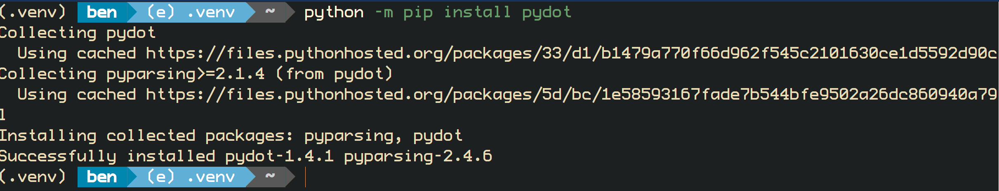 (.venv) ben (e) .venv ~ python -m pip install pydot
Collecting pydot
  Using cached https://files.pythonhosted.org/packages/33/d1/b1479a770f66d962f545c2101630ce1d5592d90c
Collecting pyparsing>=2.1.4 (from pydot)
  Using cached https://files.pythonhosted.org/packages/5d/bc/1e58593167fade7b544bfe9502a26dc860940a79
l
Installing collected packages: pyparsing, pydot
Successfully installed pydot-1.4.1 pyparsing-2.4.6
(.venv) ben (e) .venv ~